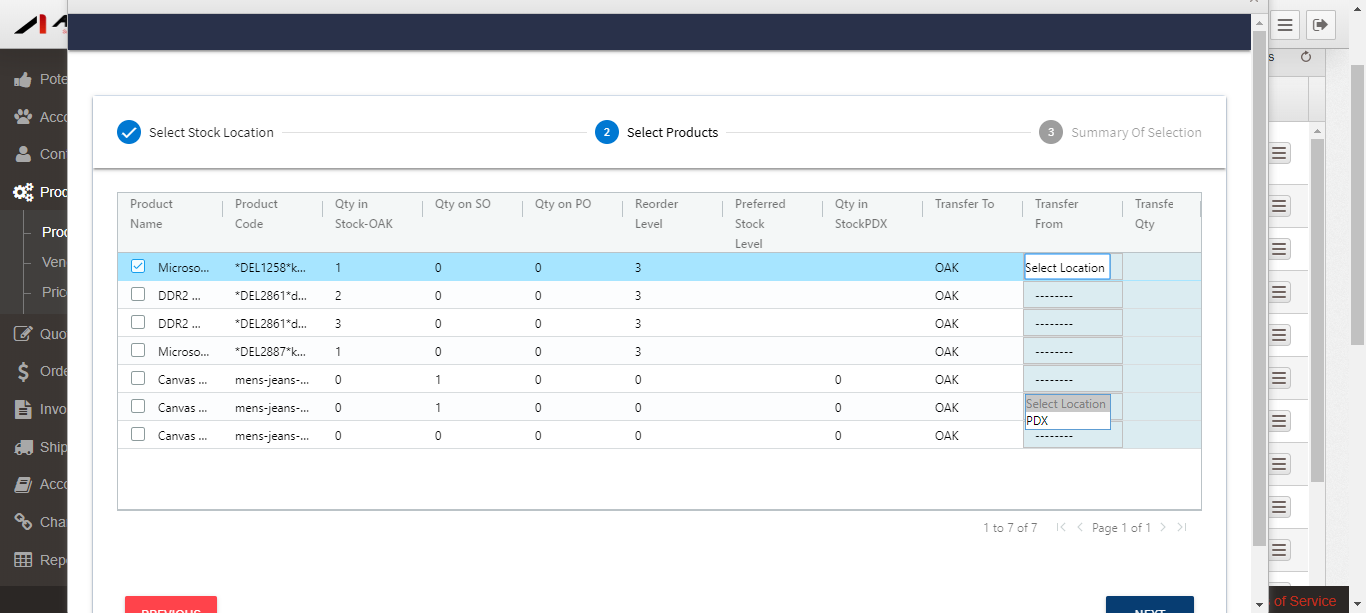 s
Pote
Acco
Con
Prod
Prod
Ven
Pric
Quo
Orde
Invo
Ship
Acco
Cha
Repo
Select Stock Location
2 Select Products
3 Summary Of Selection
Product Name Product Code Qty in Stock-OAK Qty on SO Qty on PO Reorder Level Preferred Stock Level Qty in StockPDX Transfer To Transfer From Transfe Qty
Microso... *DEL1258*k... 1 0 0 3 OAK Select Location
DDR2 ... *DEL2861*d... 2 0 0 3 OAK --------
DDR2 ... *DEL2861*d... 3 0 0 3 OAK --------
Microso... *DEL2887*k... 1 0 0 3 OAK --------
Canvas ... mens-jeans-... 0 1 0 0 0 OAK --------
Canvas ... mens-jeans-... 0 1 0 0 0 OAK Select Location
PDX
Canvas ... mens-jeans-... 0 0 0 0 0 OAK --------
1 to 7 of 7 Page 1 of 1
PREVIOUS NEXT
of Service